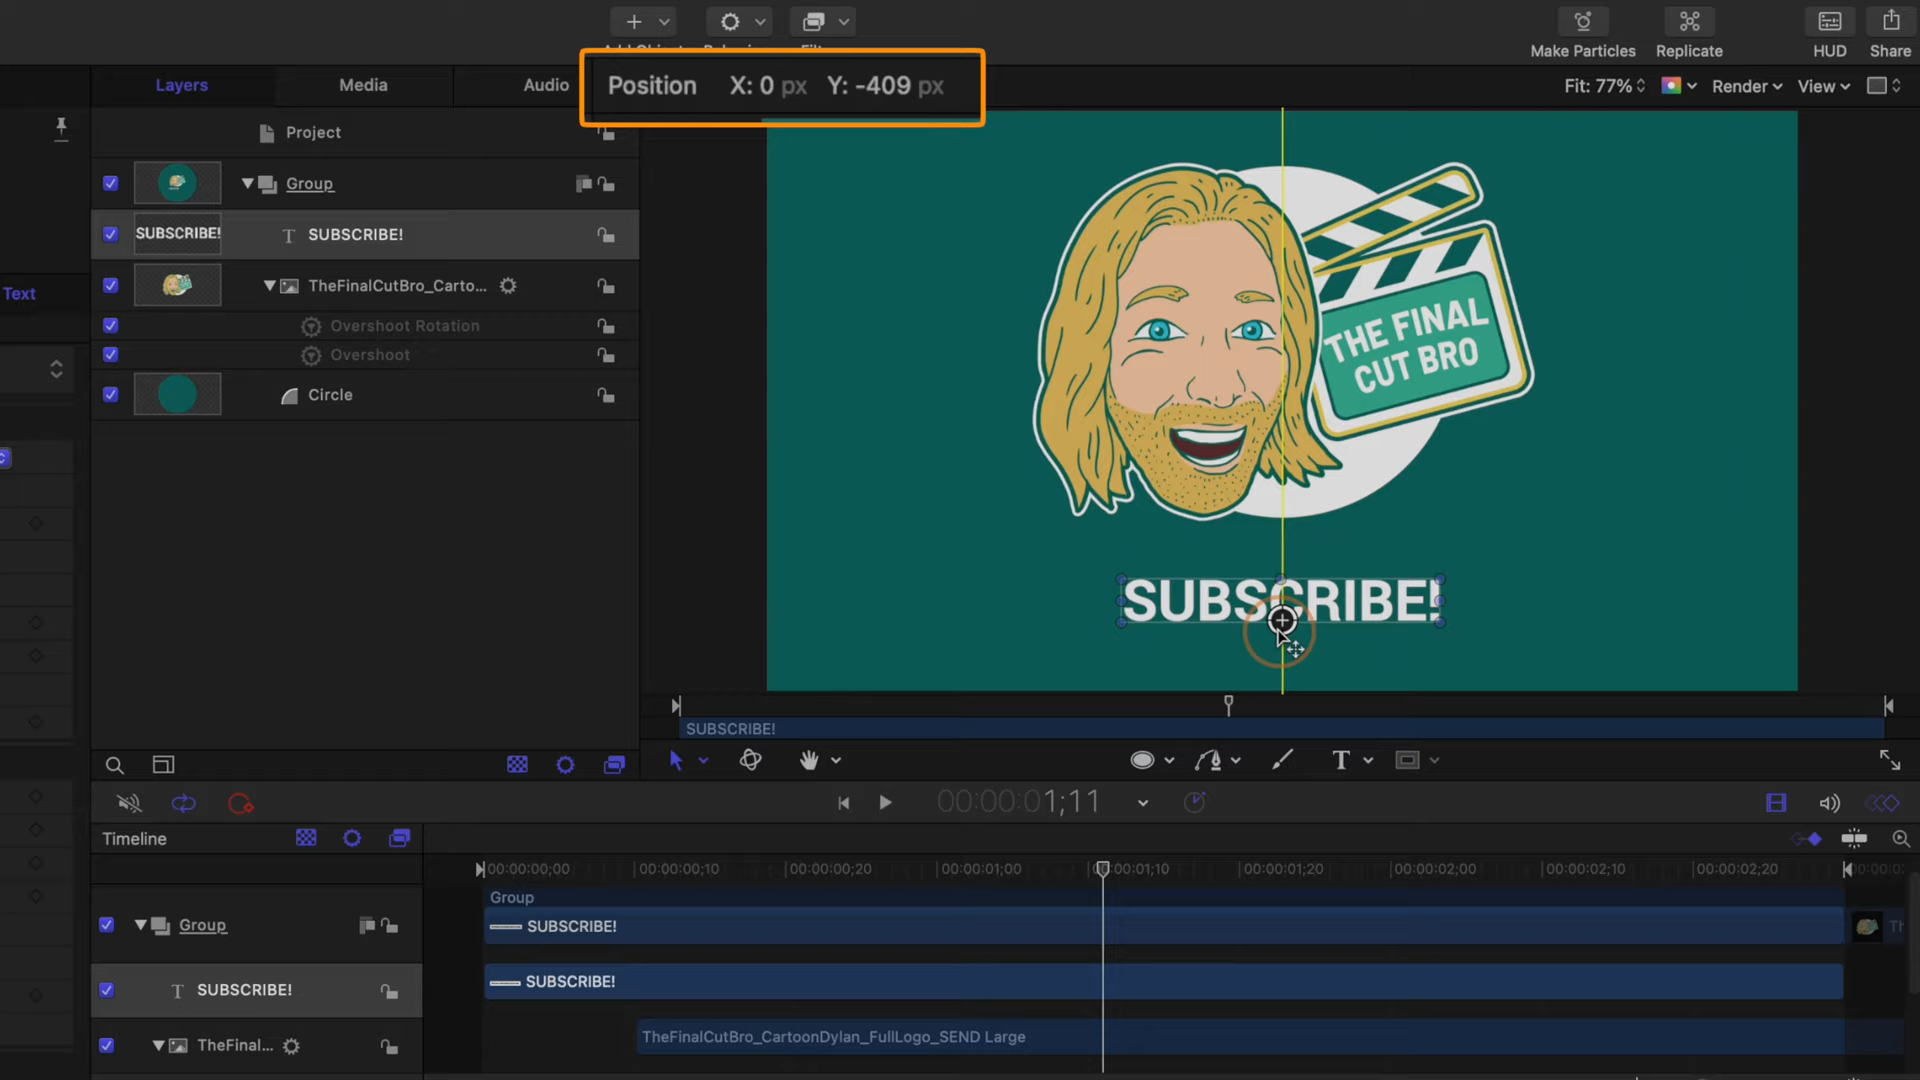 Make Particles
Replicate
HUD
Share
Layers
Media
Audio
Position X: 0 px Y: -409 px
Fit: 77%
Render
View
Project
Group
SUBSCRIBE!
SUBSCRIBE!
TheFinalCutBro_Carto...
Text
Overshoot Rotation
Overshoot
Circle
THE FINAL
CUT BRO
SUBSCRIBE!
SUBSCRIBE!
T
00:00:01;11
Timeline
00:00:00;00
00:00:00;10
00:00:00;20
00:00:01;00
00:00:01;10
00:00:01;20
00:00:02;00
00:00:02;10
00:00:02;20
Group
Group
SUBSCRIBE!
SUBSCRIBE!
SUBSCRIBE!
TheFinal...
TheFinalCutBro_CartoonDylan_FullLogo_SEND Large